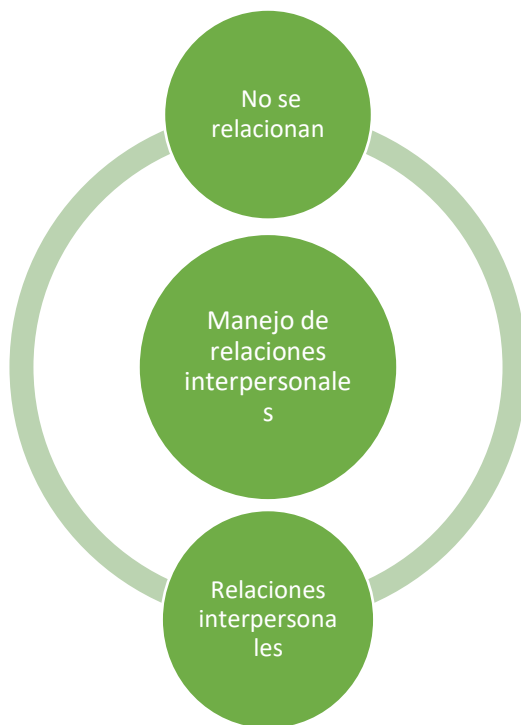 No se
relacionan
Manejo de
relaciones
interpersonale
s
Relaciones
interpersona
les